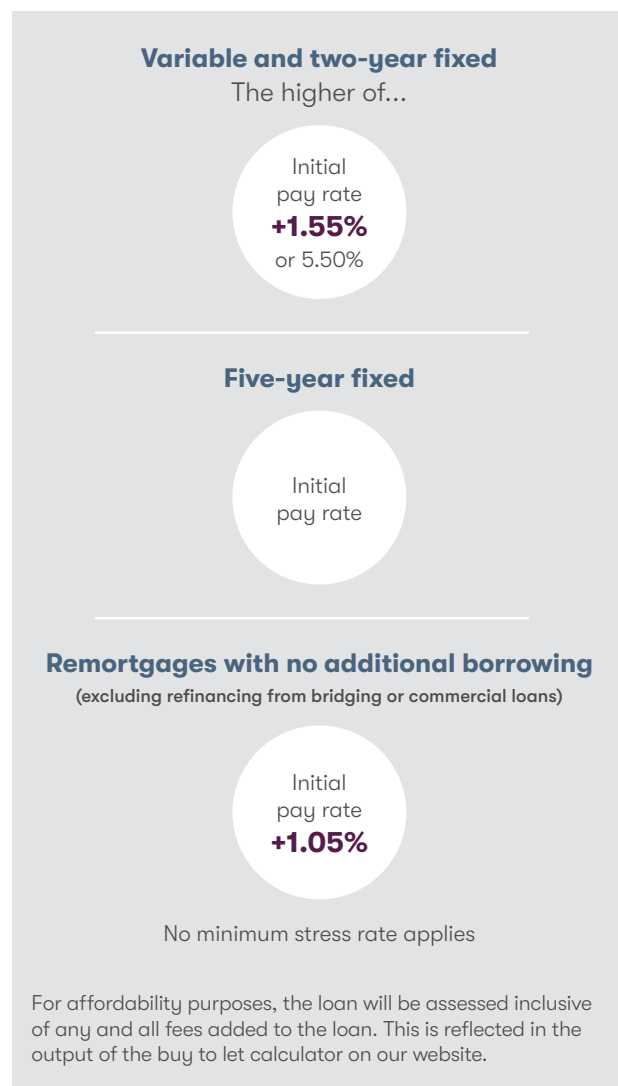 Variable and two-year fixed
The higher of...
Initial
pay rate
+1.55%
or 5.50%
Five-year fixed
Initial
pay rate
Remortgages with no additional borrowing
(excluding refinancing from bridging or commercial loans)
Initial
pay rate
+1.05%
No minimum stress rate applies
For affordability purposes, the loan will be assessed inclusive
of any and all fees added to the loan. This is reflected in the
output of the buy to let calculator on our website.